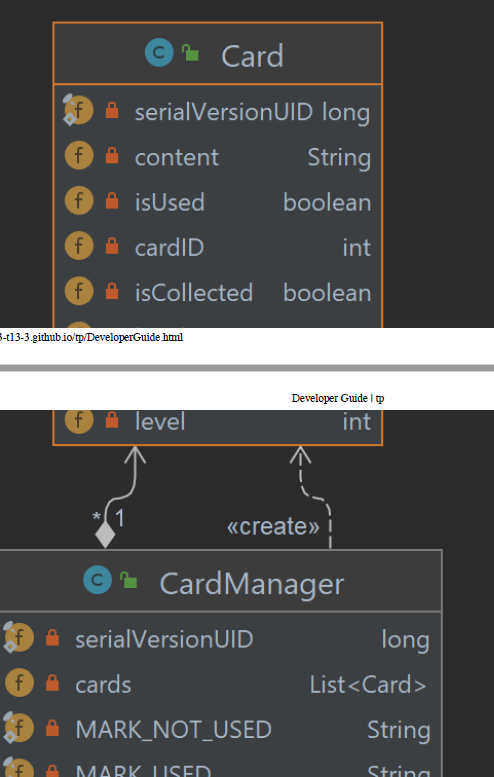 Card
serialVersionUID long
content String
isUsed boolean
cardID int
isCollected boolean
3-t13-3.github.io/tp/DeveloperGuide.html
Developer Guide | tp
level int
* 1
«create»
CardManager
serialVersionUID long
cards List<Card>
MARK_NOT_USED String
MARK_USED String